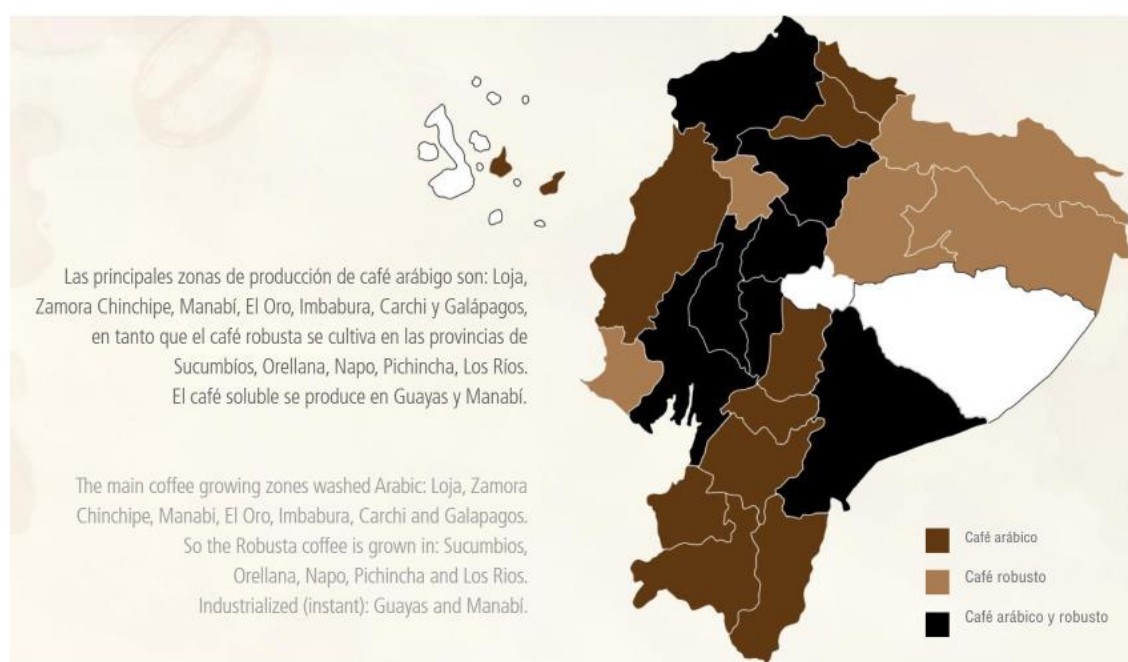 Las principales zonas de producción de café arábigo son: Loja,
Zamora Chinchipe, Manabí, El Oro, Imbabura, Carchi y Galápagos,
en tanto que el café robusta se cultiva en las provincias de
Sucumbíos, Orellana, Napo, Pichincha, Los Ríos.
El café soluble se produce en Guayas y Manabí.
The main coffee growing zones washed Arabic: Loja, Zamora
Chinchipe, Manabi, El Oro, Imbabura, Carchi and Galapagos.
So the Robusta coffee is grown in: Sucumbios,
Orellana, Napo, Pichincha and Los Rios.
Industrialized (instant): Guayas and Manabí.
Café arábico
Café robusto
Café arábico y robusto